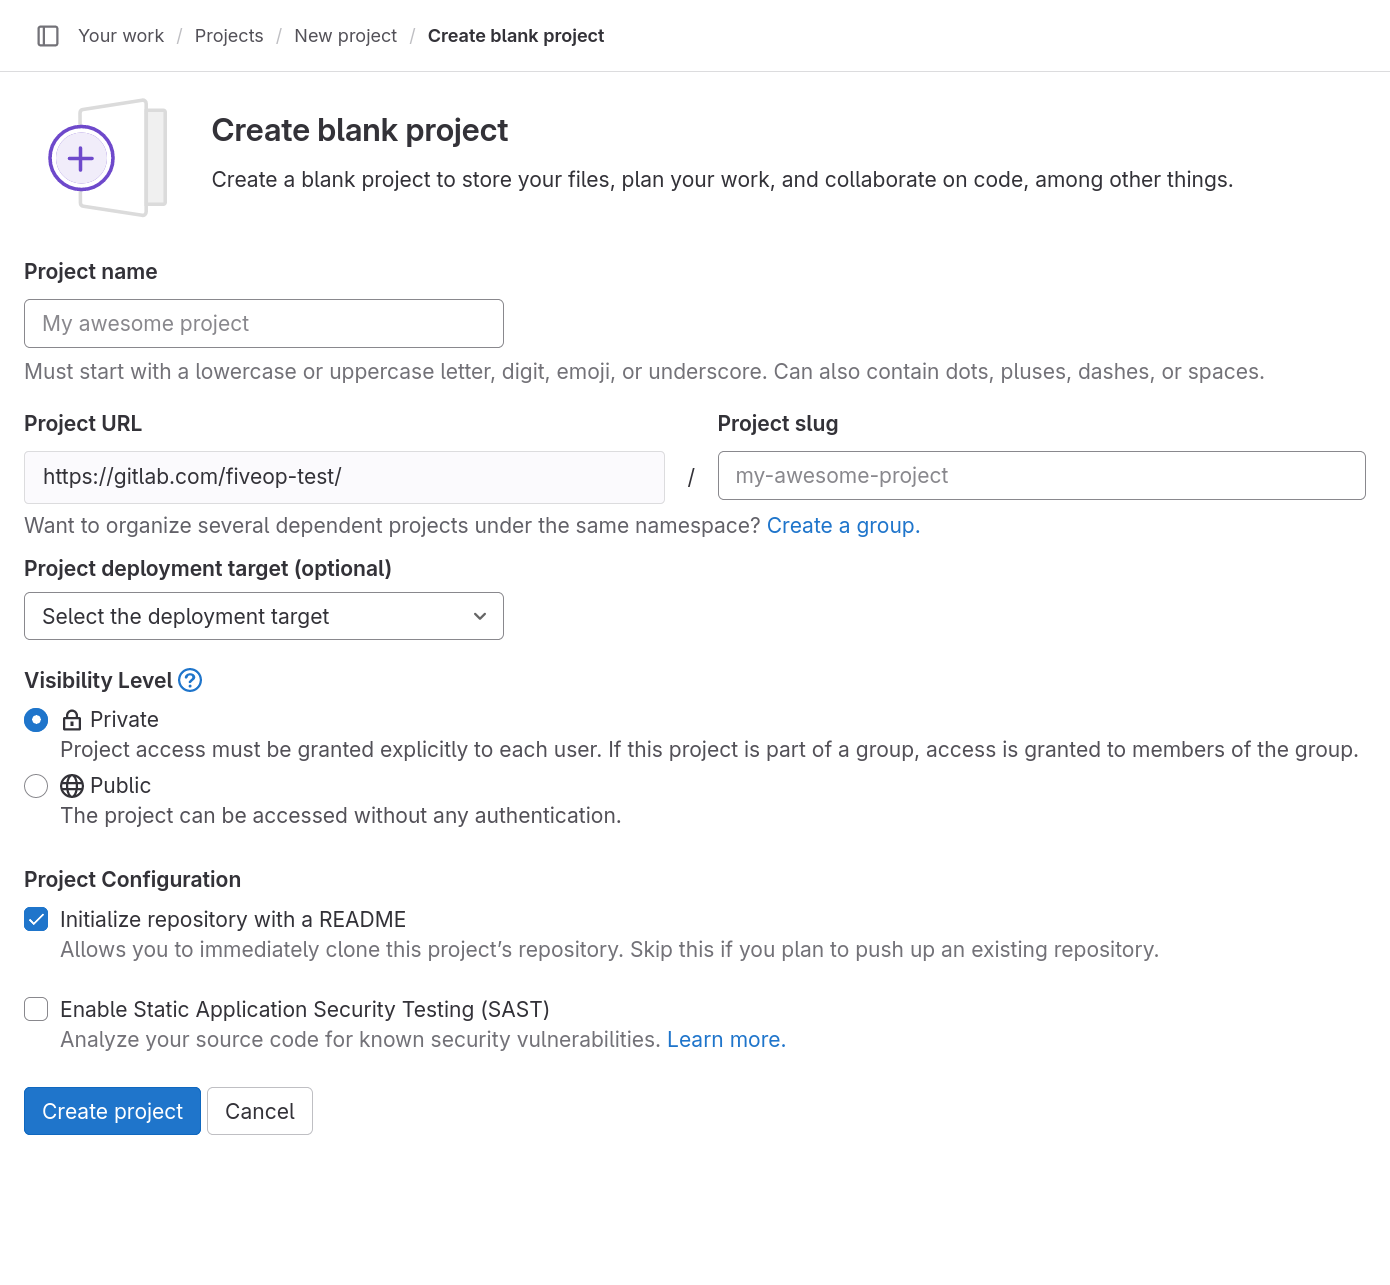 Your work / Projects / New project / Create blank project
Create blank project
Create a blank project to store your files, plan your work, and collaborate on code, among other things.
Project name
My awesome project
Must start with a lowercase or uppercase letter, digit, emoji, or underscore. Can also contain dots, pluses, dashes, or spaces.
Project URL
https://gitlab.com/fiveop-test/
/
Project slug
my-awesome-project
Want to organize several dependent projects under the same namespace? Create a group.
Project deployment target (optional)
Select the deployment target
Visibility Level
Private
Project access must be granted explicitly to each user. If this project is part of a group, access is granted to members of the group.
Public
The project can be accessed without any authentication.
Project Configuration
Initialize repository with a README
Allows you to immediately clone this project’s repository. Skip this if you plan to push up an existing repository.
Enable Static Application Security Testing (SAST)
Analyze your source code for known security vulnerabilities. Learn more.
Create project
Cancel